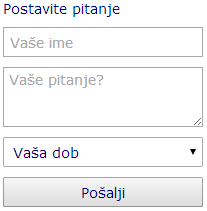 Postavite pitanje
Vaše ime
Vaše pitanje?
Vaša dob
Pošalji